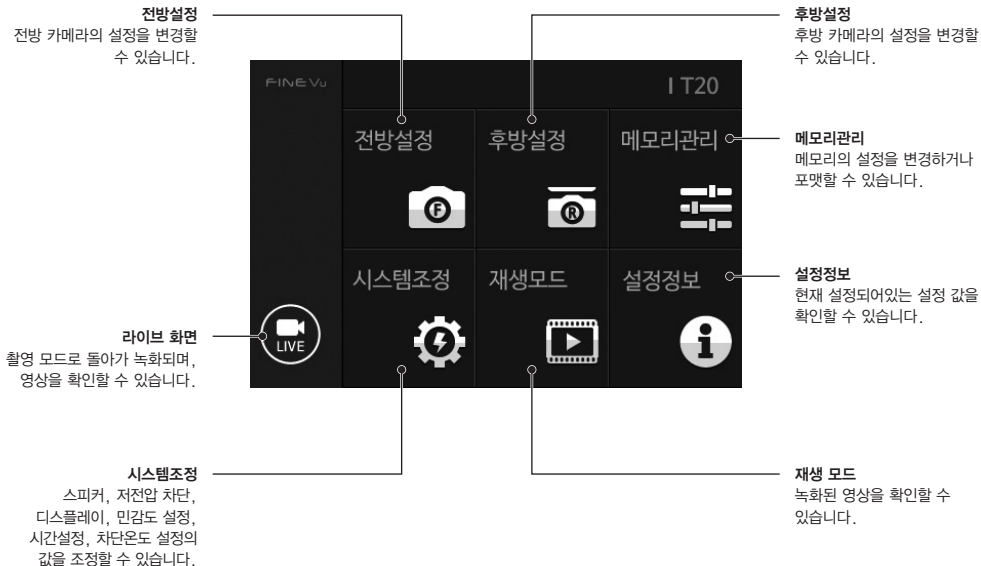 전방설정
전방 카메라의 설정을 변경할
수 있습니다.
후방설정
후방 카메라의 설정을 변경할
수 있습니다.
FINEVu
I T20
전방설정
후방설정
메모리관리
F
R
메모리관리
메모리의 설정을 변경하거나
포맷할 수 있습니다.
시스템조정
재생모드
설정정보
설정정보
현재 설정되어있는 설정 값을
확인할 수 있습니다.
LIVE
라이브 화면
촬영 모드로 돌아가 녹화되며,
영상을 확인할 수 있습니다.
시스템조정
스피커, 저전압 차단,
디스플레이, 민감도 설정,
시간설정, 차단온도 설정의
값을 조정할 수 있습니다.
재생 모드
녹화된 영상을 확인할 수
있습니다.